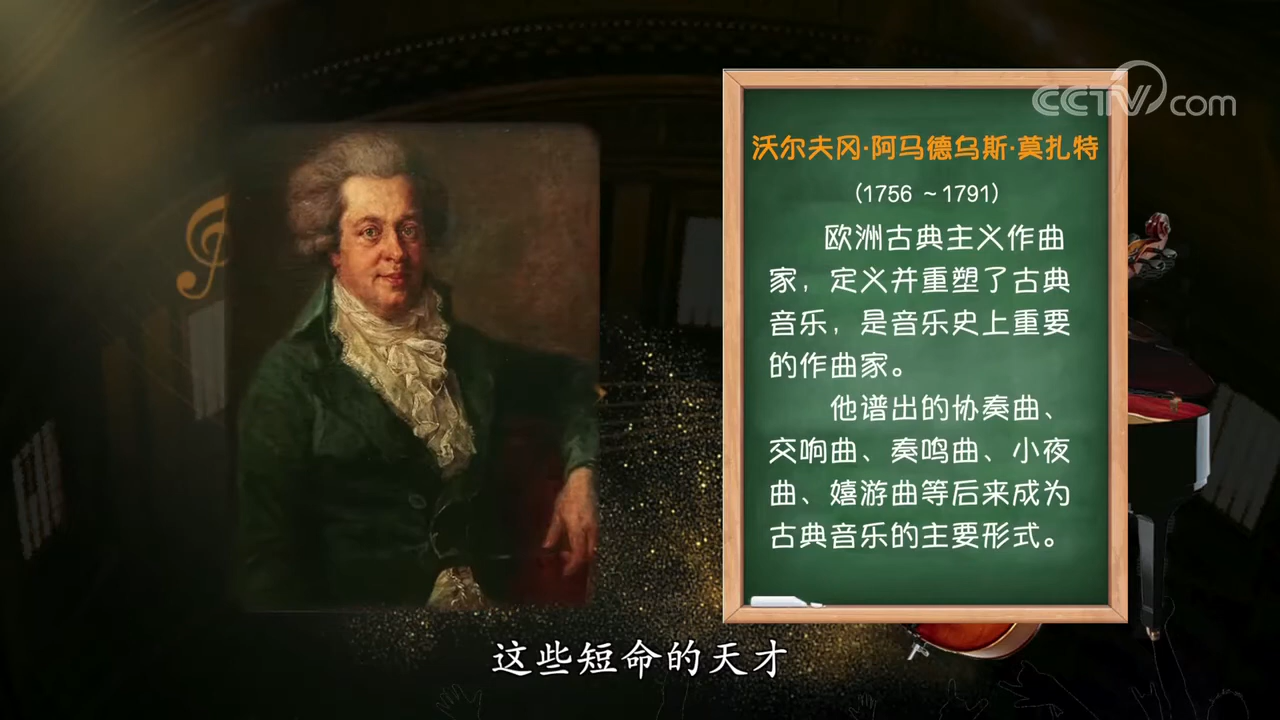 CCTV.com
沃尔夫冈·阿马德乌斯·莫扎特
(1756 ~1791)
欧洲古典主义作曲
家，定义并重塑了古典
音乐，是音乐史上重要
的作曲家。
他谱出的协奏曲、
交响曲、奏鸣曲、小夜
曲、嬉游曲等后来成为
古典音乐的主要形式。
这些短命的天才